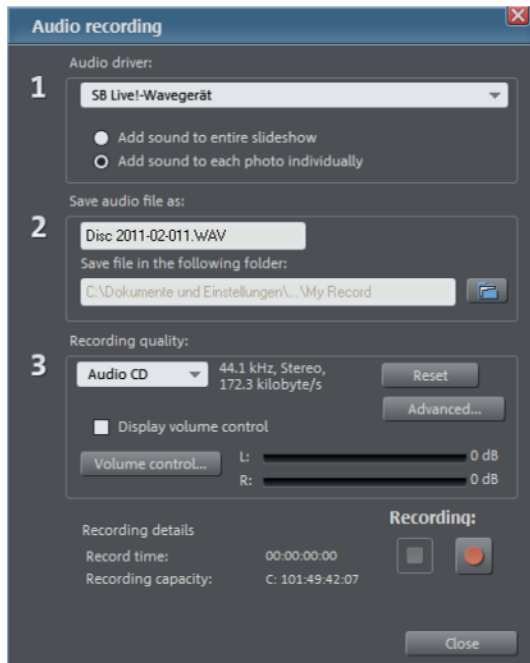 Audio recording
Audio driver:
1
SB Live!-Wavegerät
Add sound to entire slideshow
Add sound to each photo individually
Save audio file as:
2
Disc 2011-02-011.WAV
Save file in the following folder:
C:\Dokumente und Einstellungen\...\My Record
Recording quality:
3
Audio CD
44.1 kHz, Stereo,
172.3 kilobyte/s
Reset
Advanced...
Display volume control
Volume control...
L: 0 dB
R: 0 dB
Recording details
Recording:
Record time: 00:00:00:00
Recording capacity: C: 101:49:42:07
Close